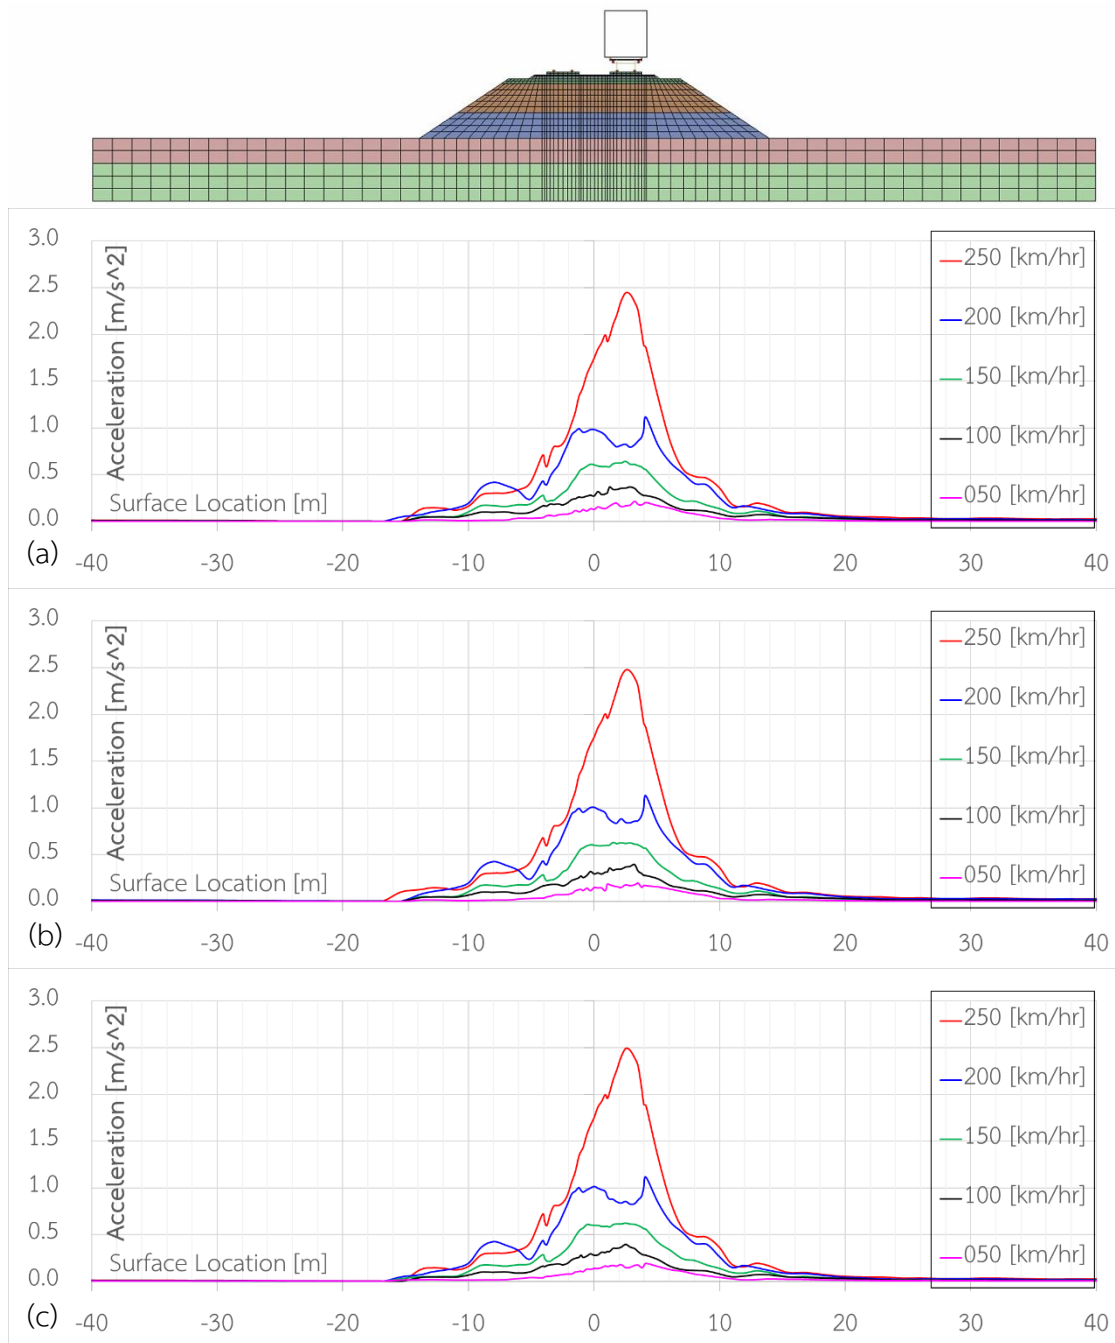 3.0
2.5
2.0
1.5
1.0
0.5
0.0
Acceleration [m/s^2]
Surface Location [m]
250 [km/hr]
200 [km/hr]
150 [km/hr]
100 [km/hr]
050 [km/hr]
(a)
-40 -30 -20 -10 0 10 20 30 40
3.0
2.5
2.0
1.5
1.0
0.5
0.0
Acceleration [m/s^2]
Surface Location [m]
250 [km/hr]
200 [km/hr]
150 [km/hr]
100 [km/hr]
050 [km/hr]
(b)
-40 -30 -20 -10 0 10 20 30 40
3.0
2.5
2.0
1.5
1.0
0.5
0.0
Acceleration [m/s^2]
Surface Location [m]
250 [km/hr]
200 [km/hr]
150 [km/hr]
100 [km/hr]
050 [km/hr]
(c)
-40 -30 -20 -10 0 10 20 30 40